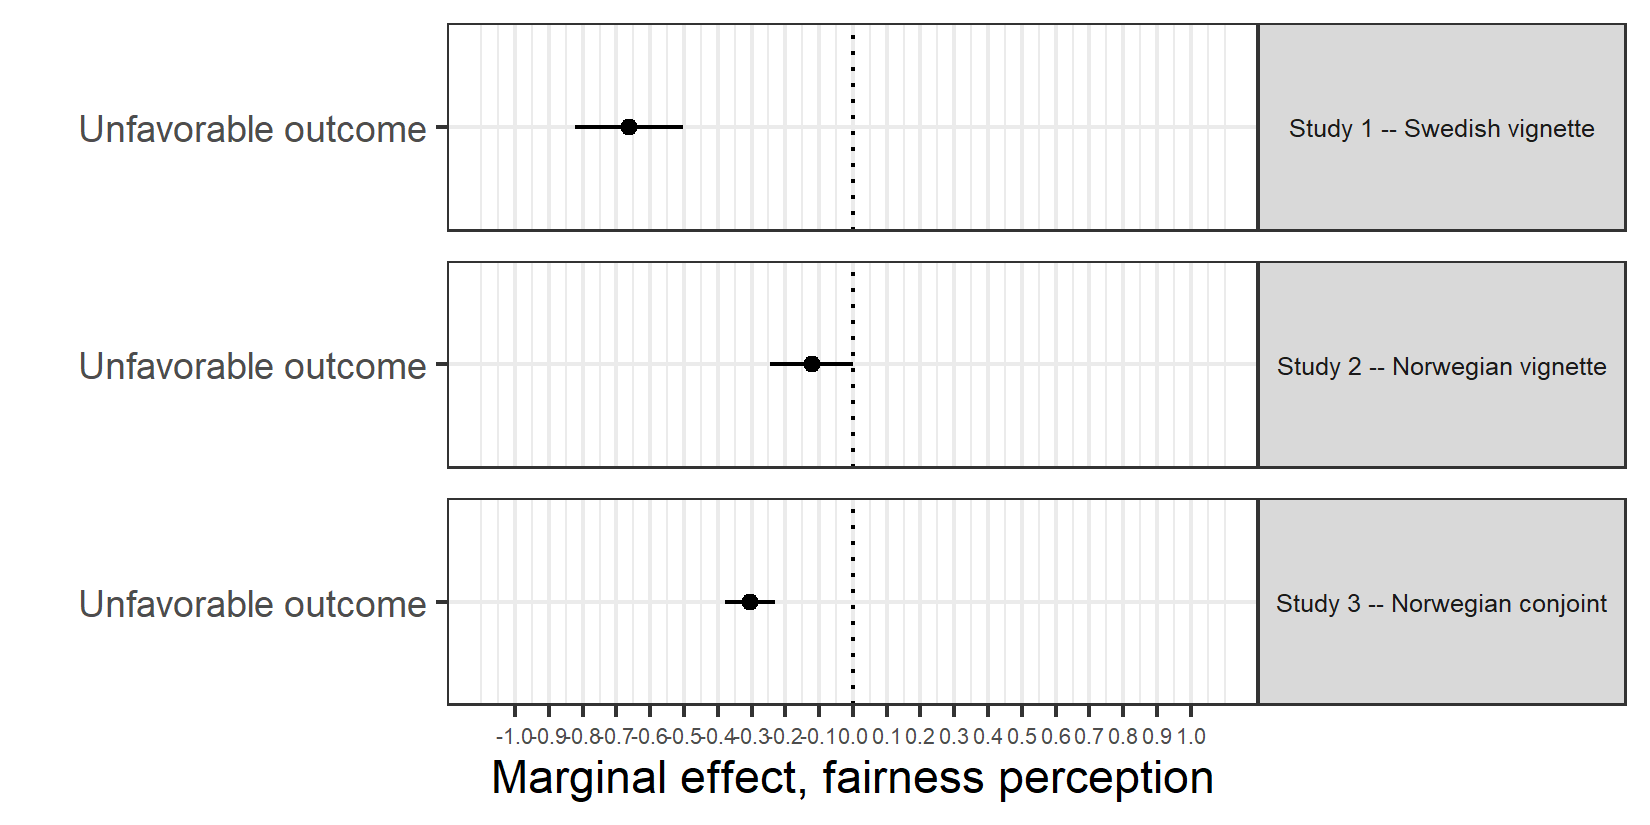 Unfavorable outcome
Study 1 -- Swedish vignette
Unfavorable outcome
Study 2 -- Norwegian vignette
Unfavorable outcome
Study 3 -- Norwegian conjoint
-1.0 -0.9 -0.8 -0.7 -0.6 -0.5 -0.4 -0.3 -0.2 -0.1 0.0 0.1 0.2 0.3 0.4 0.5 0.6 0.7 0.8 0.9 1.0
Marginal effect, fairness perception